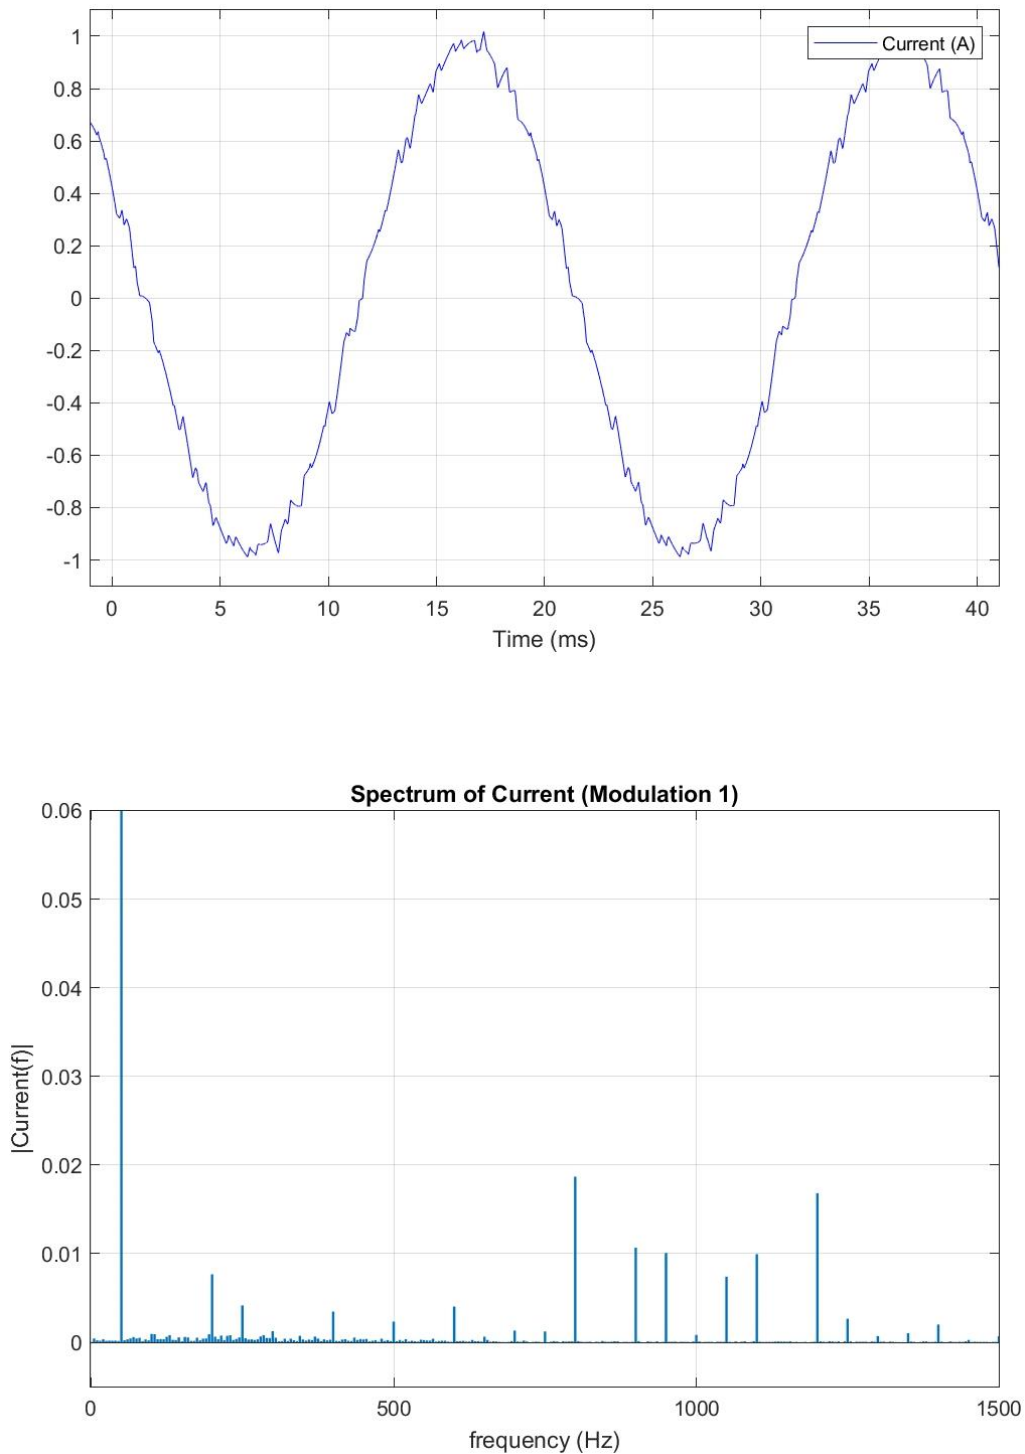 1
0.8
0.6
0.4
0.2
0
-0.2
-0.4
-0.6
-0.8
-1
Current (A)
0 5 10 15 20 25 30 35 40
Time (ms)
Spectrum of Current (Modulation 1)
0.06
0.05
0.04
0.03
0.02
0.01
0
|Current(f)|
0 500 1000 1500
frequency (Hz)